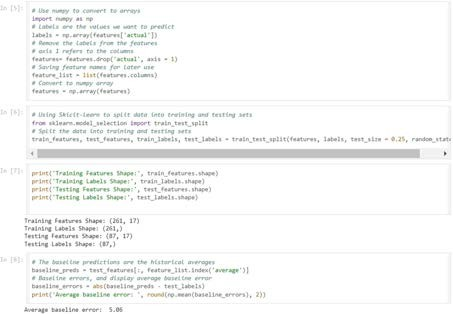 In [5]:
# Use numpy to convert to arrays
import numpy as np
# Labels are the values we want to predict
labels = np.array(features['actual'])
# Remove the labels from the features
# axis 1 refers to the columns
features= features.drop('actual', axis = 1)
# Saving feature names for later use
feature_list = list(features.columns)
# Convert to numpy array
features = np.array(features)
In [6]:
# Using Skicit-learn to split data into training and testing sets
from sklearn.model_selection import train_test_split
# Split the data into training and testing sets
train_features, test_features, train_labels, test_labels = train_test_split(features, labels, test_size = 0.25, random_state
In [7]:
print('Training Features Shape:', train_features.shape)
print('Training Labels Shape:', train_labels.shape)
print('Testing Features Shape:', test_features.shape)
print('Testing Labels Shape:', test_labels.shape)
Training Features Shape: (261, 17)
Training Labels Shape: (261,)
Testing Features Shape: (87, 17)
Testing Labels Shape: (87,)
In [8]:
# The baseline predictions are the historical averages
baseline_preds = test_features[:, feature_list.index('average')]
# Baseline errors, and display average baseline error
baseline_errors = abs(baseline_preds - test_labels)
print('Average baseline error: ', round(np.mean(baseline_errors), 2))
Average baseline error:  5.06